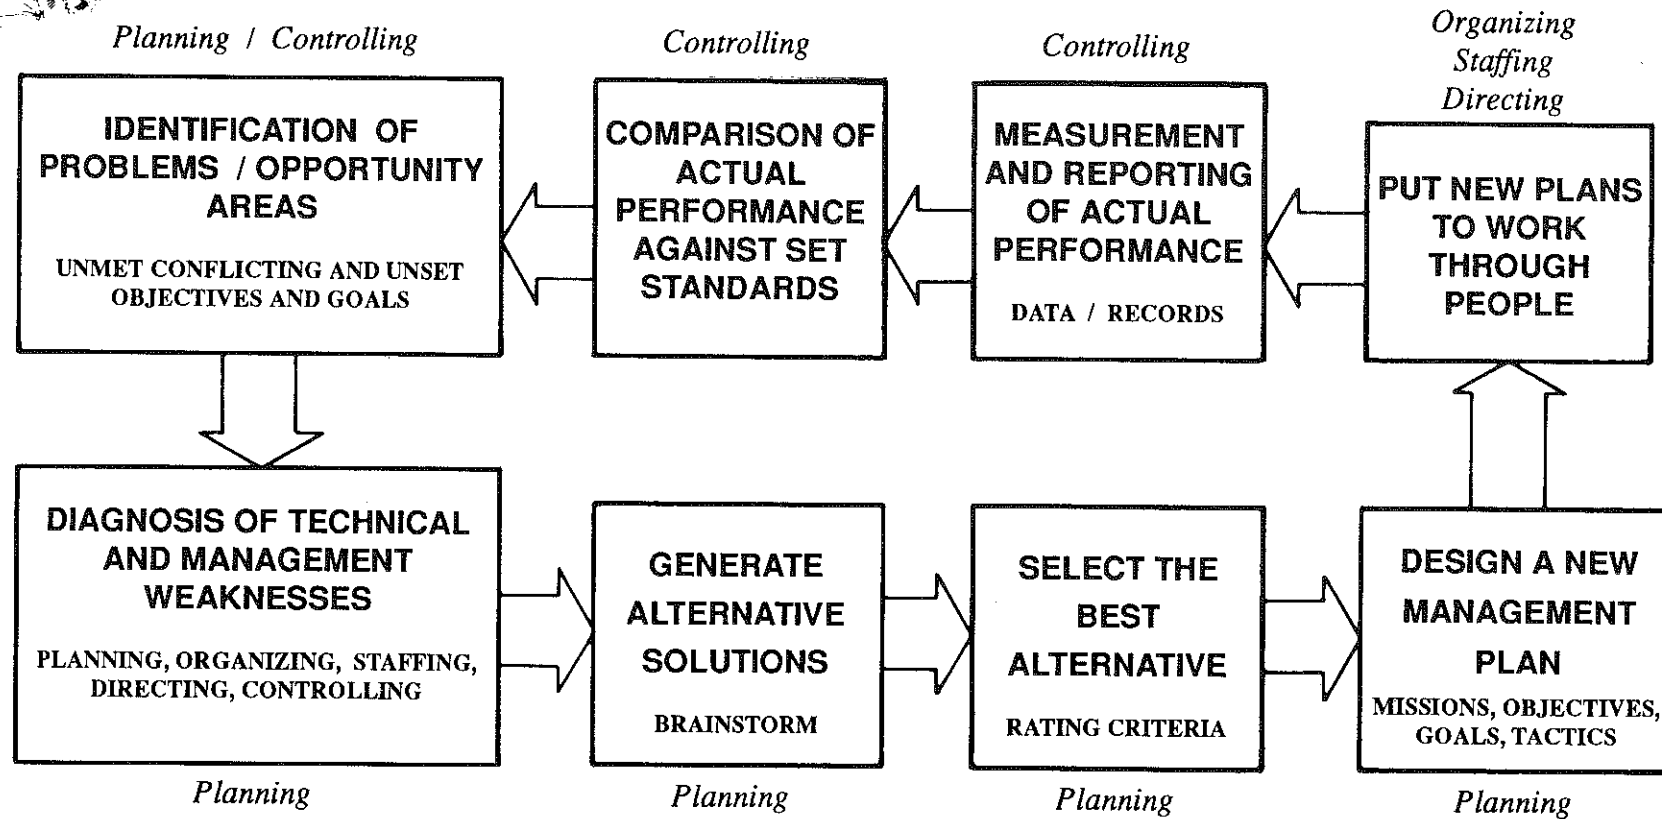 Planning / Controlling
IDENTIFICATION OF
PROBLEMS / OPPORTUNITY
AREAS
UNMET CONFLICTING AND UNSET
OBJECTIVES AND GOALS
Controlling
COMPARISON OF
ACTUAL
PERFORMANCE
AGAINST SET
STANDARDS
Controlling
MEASUREMENT
AND REPORTING
OF ACTUAL
PERFORMANCE
DATA / RECORDS
Organizing
Staffing
Directing
PUT NEW PLANS
TO WORK
THROUGH
PEOPLE
DIAGNOSIS OF TECHNICAL
AND MANAGEMENT
WEAKNESSES
PLANNING, ORGANIZING, STAFFING,
DIRECTING, CONTROLLING
Planning
GENERATE
ALTERNATIVE
SOLUTIONS
BRAINSTORM
Planning
SELECT THE
BEST
ALTERNATIVE
RATING CRITERIA
Planning
DESIGN A NEW
MANAGEMENT
PLAN
MISSIONS, OBJECTIVES,
GOALS, TACTICS
Planning